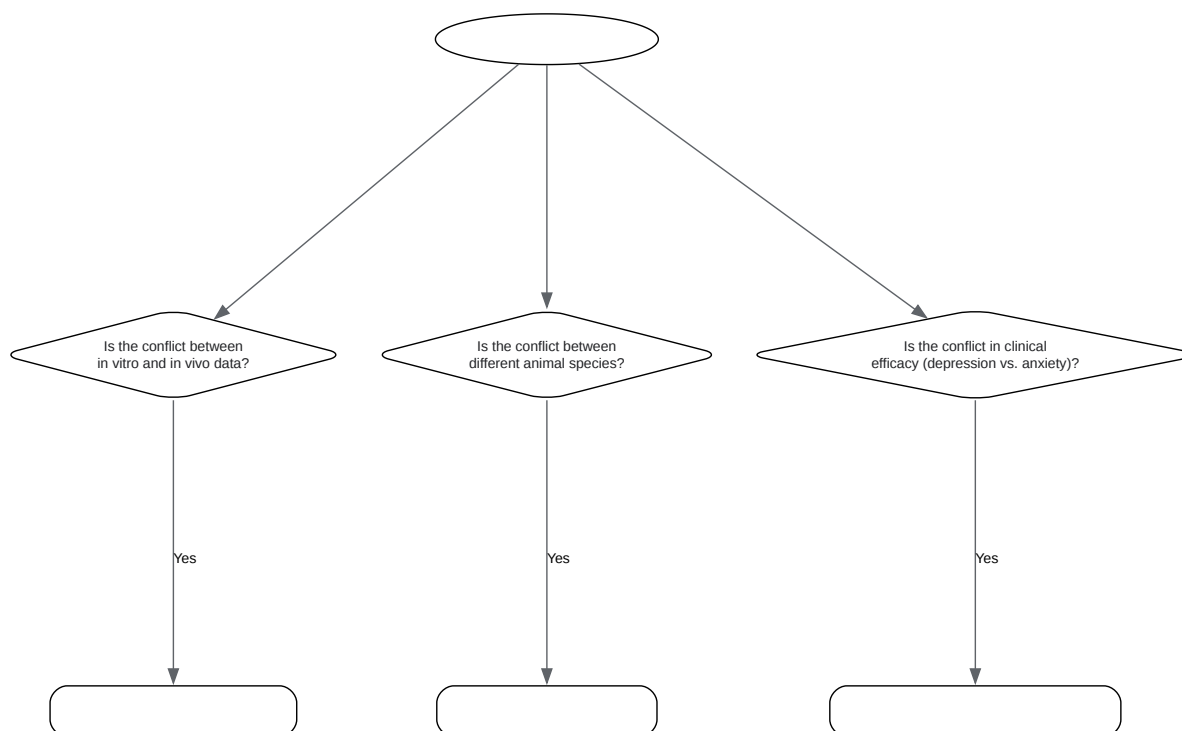 Is the conflict between
in vitro and in vivo data?
Is the conflict between
different animal species?
Is the conflict in clinical
efficacy (depression vs. anxiety)?
Yes
Yes
Yes